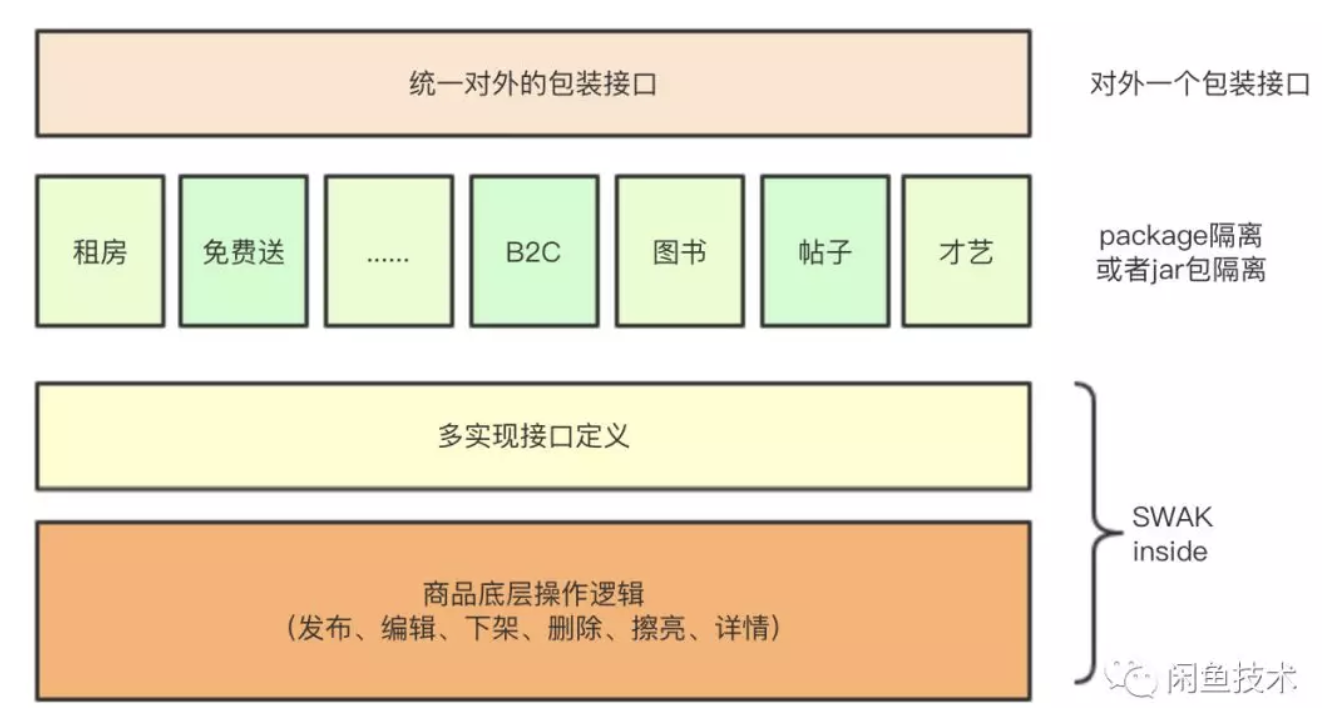 统一对外的包装接口
对外一个包装接口
租房
免费送
......
B2C
图书
帖子
才艺
package隔离
或者jar包隔离
多实现接口定义
商品底层操作逻辑
（发布、编辑、下架、删除、擦亮、详情）
SWAK
inside
闲鱼技术